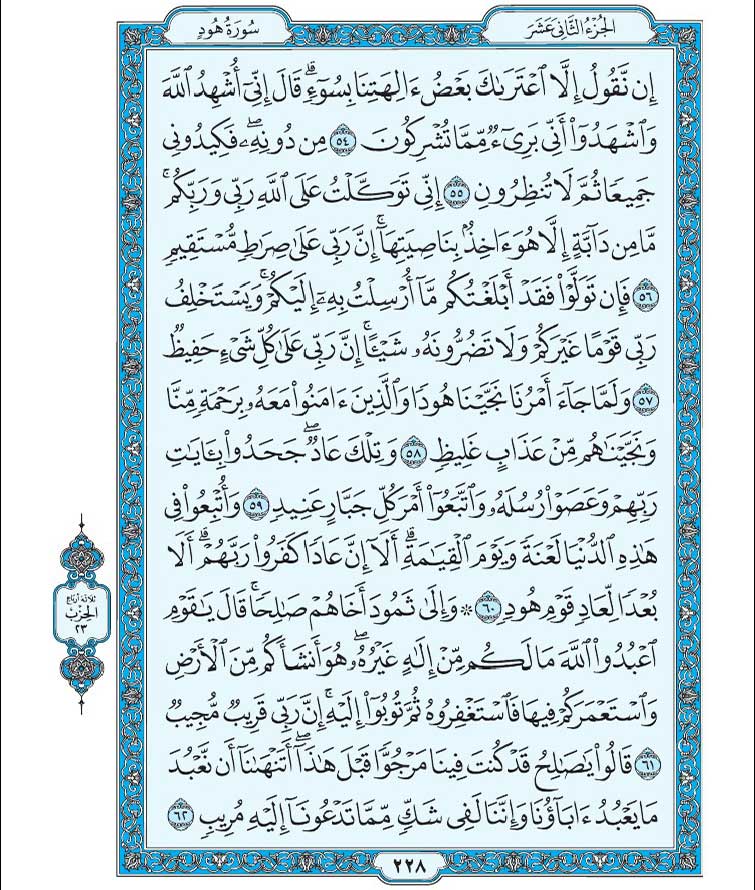 الجُزْءُ الثَّانِي عَشَرَ
سُورَةُ هُودٍ
إِن نَّقُولُ إِلَّا ٱعْتَرَىٰكَ بَعْضُ ءَالِهَتِنَا بِسُوٓءٖۗ قَالَ إِنِّيٓ أُشْهِدُ ٱللَّهَ
وَٱشْهَدُوٓاْ أَنِّي بَرِيٓءٞ مِّمَّا تُشْرِكُونَ ٥٤ مِن دُونِهِۦۖ فَكِيدُونِي
جَمِيعٗا ثُمَّ لَا تُنظِرُونِ ٥٥ إِنِّي تَوَكَّلْتُ عَلَى ٱللَّهِ رَبِّي وَرَبِّكُمۚ
مَّا مِن دَآبَّةٍ إِلَّا هُوَ ءَاخِذُۢ بِنَاصِيَتِهَآۚ إِنَّ رَبِّي عَلَىٰ صِرَٰطٖ مُّسْتَقِيمٖ
٥٦ فَإِن تَوَلَّوْاْ فَقَدْ أَبْلَغْتُكُم مَّآ أُرْسِلْتُ بِهِۦٓ إِلَيْكُمْۚ وَيَسْتَخْلِفُ
رَبِّي قَوْمًا غَيْرَكُمْ وَلَا تَضُرُّونَهُۥ شَيْـًٔاۚ إِنَّ رَبِّي عَلَىٰ كُلِّ شَيْءٍ حَفِيظٞ
٥٧ وَلَمَّا جَآءَ أَمْرُنَا نَجَّيْنَا هُودٗا وَٱلَّذِينَ ءَامَنُواْ مَعَهُۥ بِرَحْمَةٖ مِّنَّا
وَنَجَّيْنَٰهُم مِّنْ عَذَابٍ غَلِيظٖ ٥٨ وَتِلْكَ عَادٞۖ جَحَدُواْ بِـَٔايَٰتِ
رَبِّهِمْ وَعَصَوْاْ رُسُلَهُۥ وَٱتَّبَعُوٓاْ أَمْرَ كُلِّ جَبَّارٍ عَنِيدٖ ٥٩ وَأُتْبِعُواْ فِي
هَٰذِهِ ٱلدُّنْيَا لَعْنَةٗ وَيَوْمَ ٱلْقِيَٰمَةِۗ أَلَآ إِنَّ عَادٗا كَفَرُواْ رَبَّهُمْۗ أَلَا
بُعْدٗا لِّعَادٖ قَوْمِ هُودٖ ٦٠ ۞ وَإِلَىٰ ثَمُودَ أَخَاهُمْ صَٰلِحٗاۚ قَالَ يَٰقَوْمِ
ٱعْبُدُواْ ٱللَّهَ مَا لَكُم مِّنْ إِلَٰهٍ غَيْرُهُۥۖ هُوَ أَنشَأَكُم مِّنَ ٱلْأَرْضِ
وَٱسْتَعْمَرَكُمْ فِيهَا فَٱسْتَغْفِرُوهُ ثُمَّ تُوبُوٓاْ إِلَيْهِۚ إِنَّ رَبِّي قَرِيبٞ مُّجِيبٞ
٦١ قَالُواْ يَٰصَٰلِحُ قَدْ كُنتَ فِينَا مَرْجُوّٗا قَبْلَ هَٰذَآۖ أَتَنْهَىٰنَآ أَن نَّعْبُدَ
مَا يَعْبُدُ ءَابَآؤُنَا وَإِنَّنَا لَفِي شَكّٖ مِّمَّا تَدْعُونَآ إِلَيْهِ مُرِيبٖ ٦٢
ثلاثة أرباع
الحِزْب
٢٣
٢٢٨